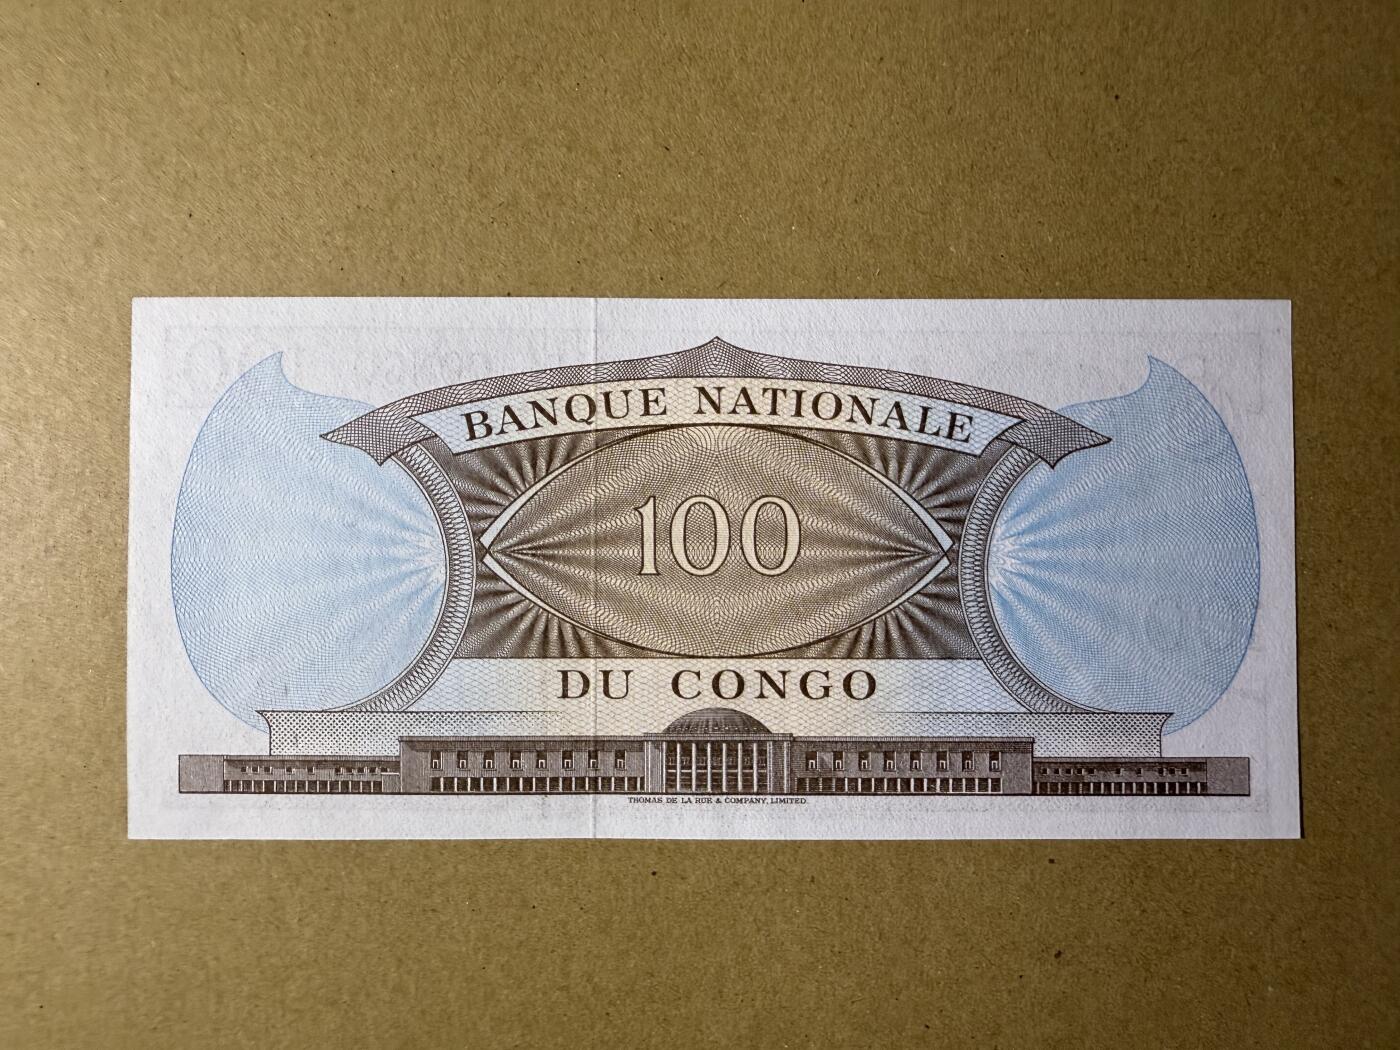 BANQUE NATIONALE
100
DU CONGO
THOMAS DE LA RUE & COMPANY, LIMITED.